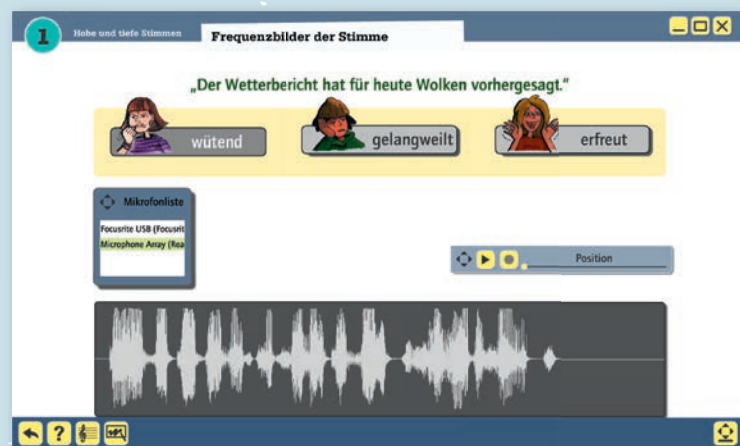 1
Hohe und tiefe Stimmen
Frequenzbilder der Stimme
„Der Wetterbericht hat für heute Wolken vorhergesagt.“
wütend
gelangweilt
erfreut
Mikrofonliste
Focusrite USB (Focusrit
Microphone Array (Rea
Position
?